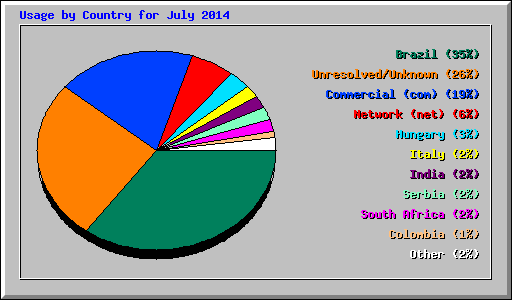 Usage by Country for July 2014
Brazil (35%)
Unresolved/Unknown (26%)
Commercial (com) (19%)
Network (net) (6%)
Hungary (3%)
Italy (2%)
India (2%)
Serbia (2%)
South Africa (2%)
Colombia (1%)
Other (2%)